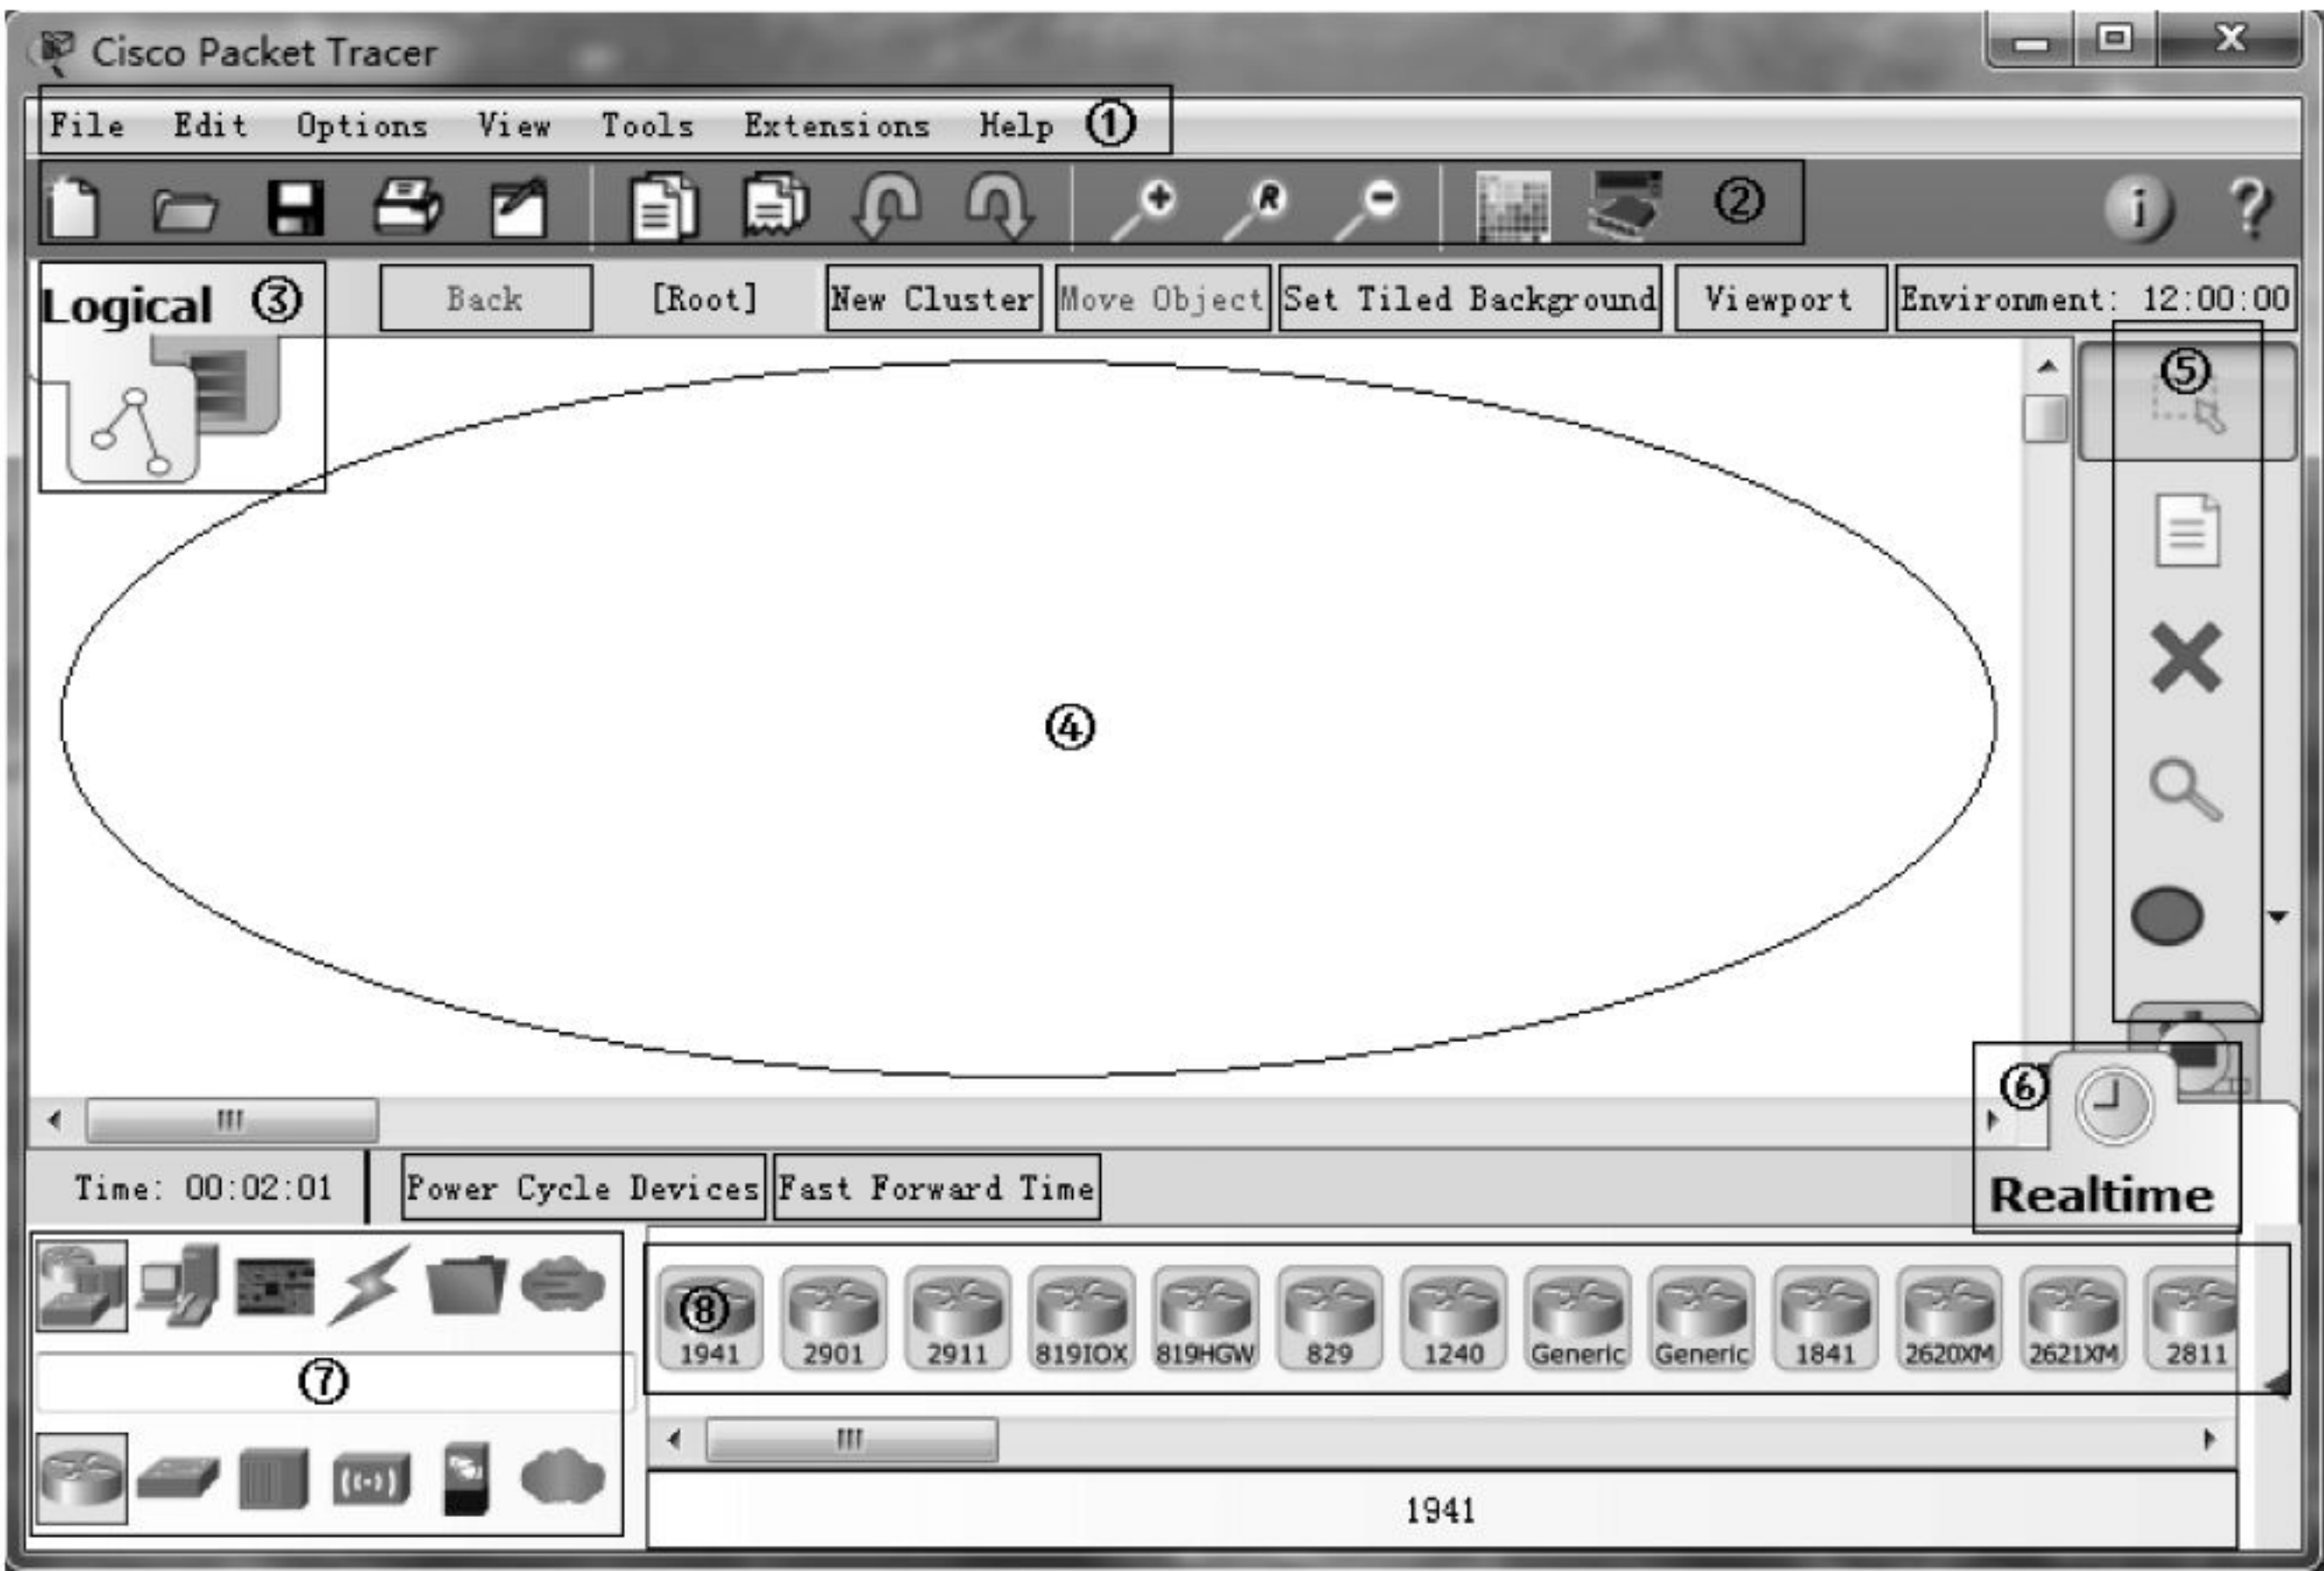 Cisco Packet Tracer
File Edit Options View Tools Extensions Help ①
R ② i ?
Logical ③ Back [Root] New Cluster Move Object Set Tiled Background Viewport Environment: 12:00:00
⑤
④
⑥
Time: 00:02:01 Power Cycle Devices Fast Forward Time Realtime
⑧
1941 2901 2911 819IOX 819HGW 829 1240 Generic Generic 1841 2620XM 2621XM 2811
⑦
1941